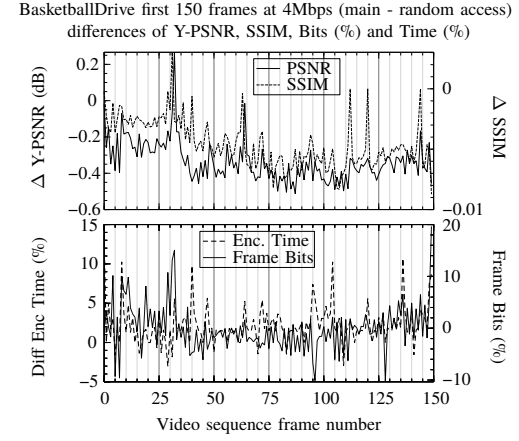 BasketballDrive first 150 frames at 4Mbps (main - random access)
differences of Y-PSNR, SSIM, Bits (%) and Time (%)
Δ Y-PSNR (dB)
0.2
0
−0.2
−0.4
−0.6
PSNR
SSIM
0
−0.01
Δ SSIM
Diff Enc Time (%)
15
10
5
0
−5
Enc. Time
Frame Bits
20
10
0
−10
Frame Bits (%)
0 25 50 75 100 125 150
Video sequence frame number